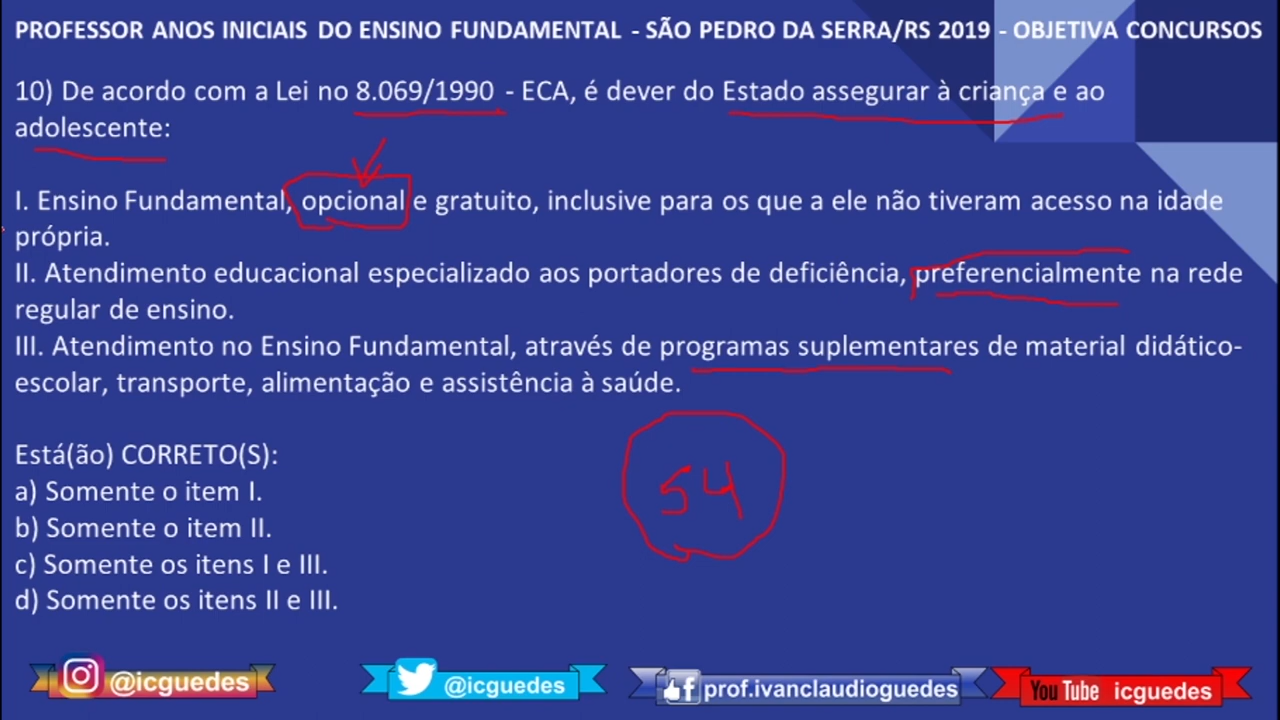 PROFESSOR ANOS INICIAIS DO ENSINO FUNDAMENTAL - SÃO PEDRO DA SERRA/RS 2019 - OBJETIVA CONCURSOS
10) De acordo com a Lei no 8.069/1990 - ECA, é dever do Estado assegurar à criança e ao
adolescente:
I. Ensino Fundamental, opcional e gratuito, inclusive para os que a ele não tiveram acesso na idade
própria.
II. Atendimento educacional especializado aos portadores de deficiência, preferencialmente na rede
regular de ensino.
III. Atendimento no Ensino Fundamental, através de programas suplementares de material didático-
escolar, transporte, alimentação e assistência à saúde.
Está(ão) CORRETO(S):
54
a) Somente o item I.
b) Somente o item II.
c) Somente os itens I e III.
d) Somente os itens II e III.
@icguedes @icguedes prof.ivanclaudioguedes You Tube icguedes